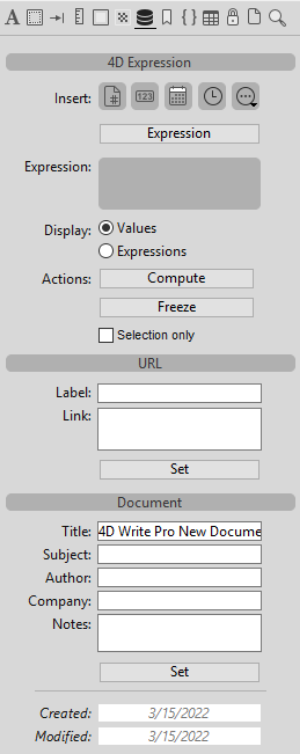 A
{}
4D Expression
Insert:
# 123
Expression
Expression:
Display: Values
Expressions
Actions: Compute
Freeze
Selection only
URL
Label:
Link:
Set
Document
Title: 4D Write Pro New Docume
Subject:
Author:
Company:
Notes:
Set
Created: 3/15/2022
Modified: 3/15/2022